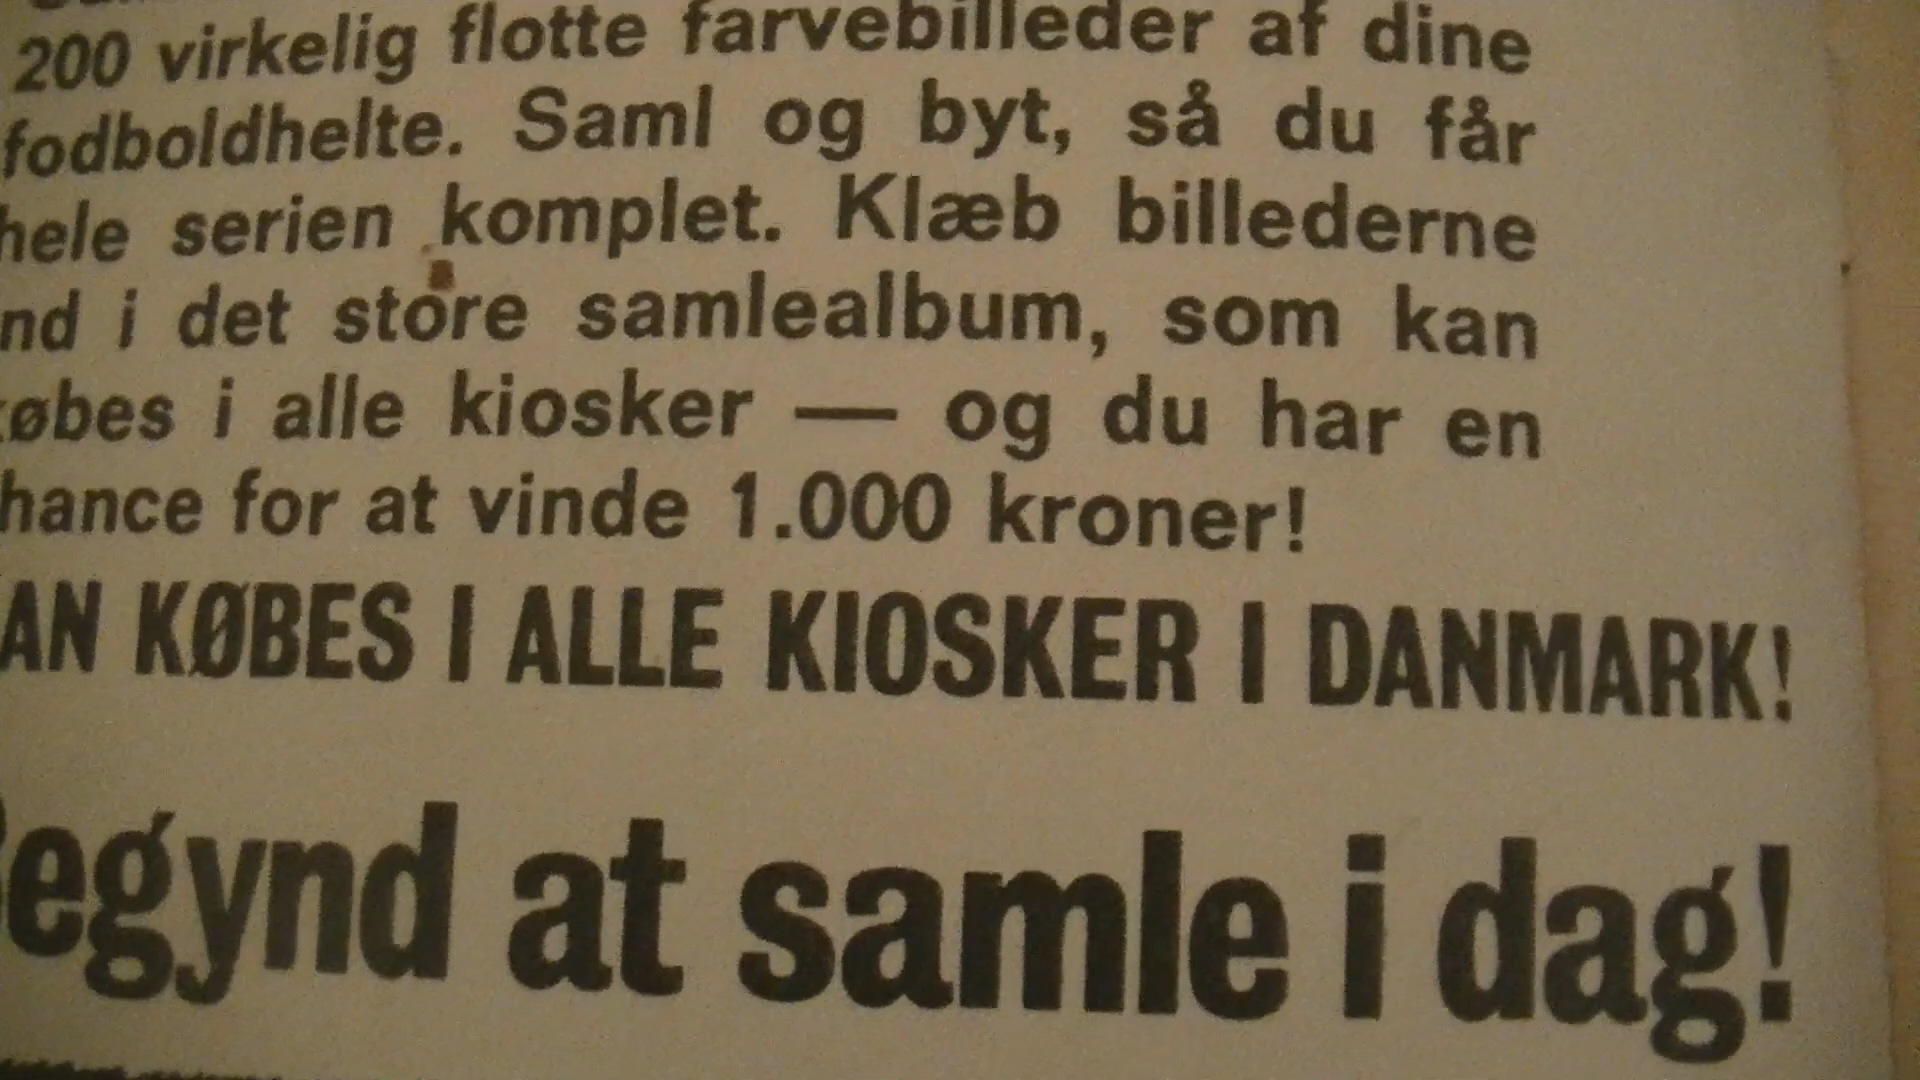 200 virkelig flotte farvebilleder af dine
fodboldhelte. Saml og byt, så du får
hele serien komplet. Klæb billederne
nd i det store samlealbum, som kan
øbes i alle kiosker — og du har en
hance for at vinde 1.000 kroner!
AN KØBES I ALLE KIOSKER I DANMARK!
egynd at samle i dag!